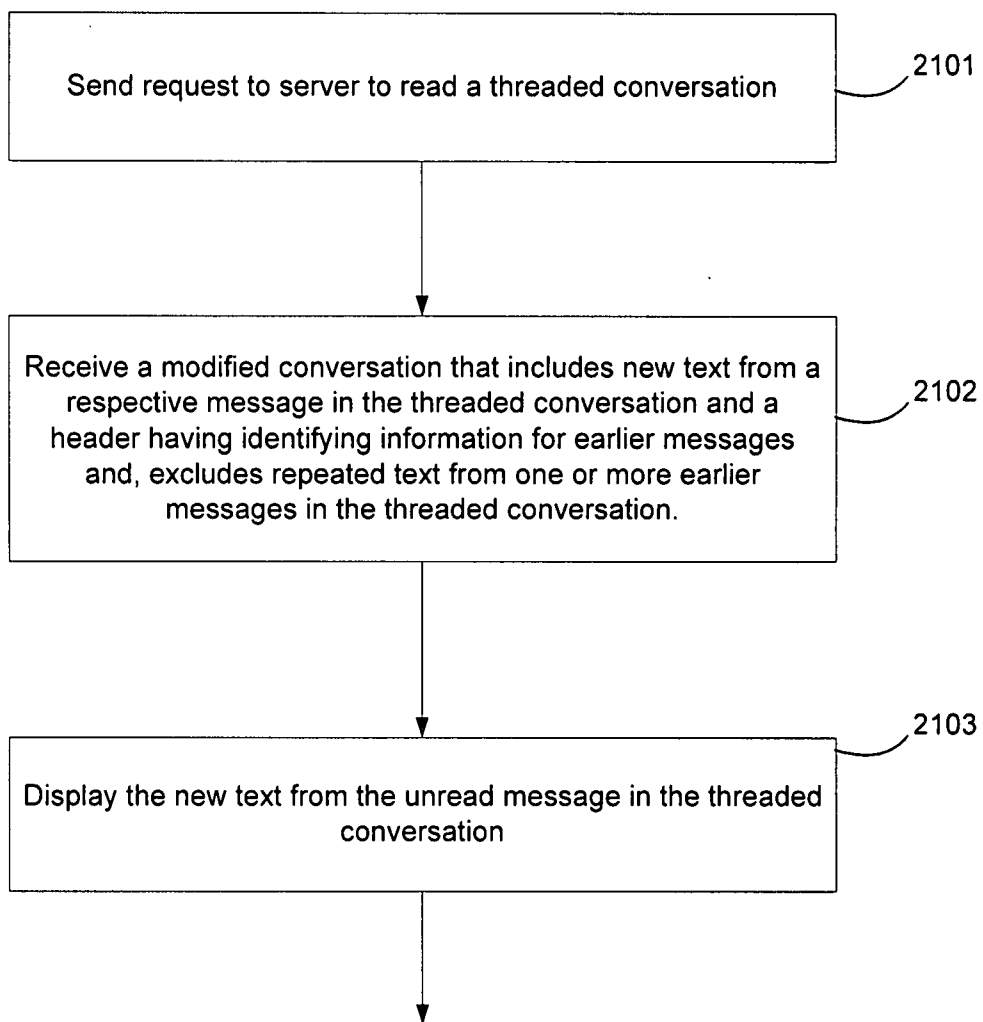 Send request to server to read a threaded conversation
2101
Receive a modified conversation that includes new text from a
respective message in the threaded conversation and a
header having identifying information for earlier messages
and, excludes repeated text from one or more earlier
messages in the threaded conversation.
2102
Display the new text from the unread message in the threaded
conversation
2103